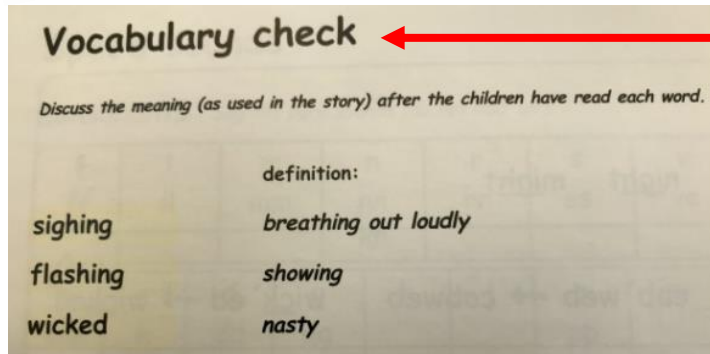 Vocabulary check
Discuss the meaning (as used in the story) after the children have read each word.
definition:
sighing breathing out loudly
flashing showing
wicked nasty